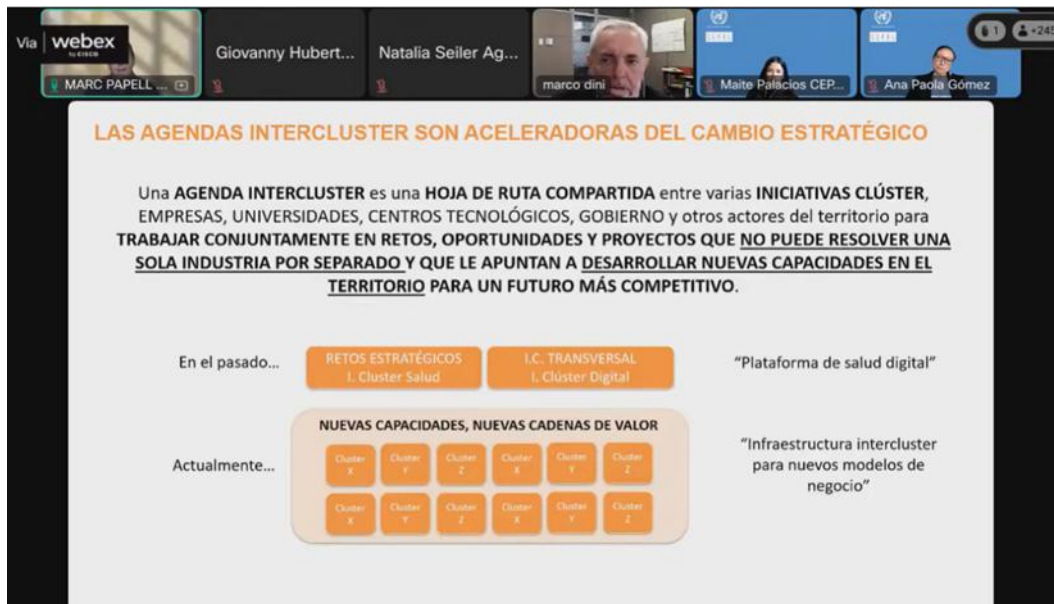 Via
webex
by CISCO
MARC PAPELL ...
Giovanny Hubert...
Natalia Seiler Ag...
marco dini
Maite Palacios CEP...
Ana Paola Gómez
1
+245
LAS AGENDAS INTERCLUSTER SON ACELERADORAS DEL CAMBIO ESTRATÉGICO
Una AGENDA INTERCLUSTER es una HOJA DE RUTA COMPARTIDA entre varias INICIATIVAS CLÚSTER,
EMPRESAS, UNIVERSIDADES, CENTROS TECNOLÓGICOS, GOBIERNO y otros actores del territorio para
TRABAJAR CONJUNTAMENTE EN RETOS, OPORTUNIDADES Y PROYECTOS QUE NO PUEDE RESOLVER UNA
SOLA INDUSTRIA POR SEPARADO Y QUE LE APUNTAN A DESARROLLAR NUEVAS CAPACIDADES EN EL
TERRITORIO PARA UN FUTURO MÁS COMPETITIVO.
En el pasado...
RETOS ESTRATÉGICOS
I. Cluster Salud
I.C. TRANSVERSAL
I. Clúster Digital
“Plataforma de salud digital”
Actualmente...
NUEVAS CAPACIDADES, NUEVAS CADENAS DE VALOR
Cluster X
Cluster Y
Cluster Z
Cluster X
Cluster Y
Cluster Z
Cluster X
Cluster Y
Cluster Z
Cluster X
Cluster Y
Cluster Z
“Infraestructura intercluster
para nuevos modelos de
negocio”